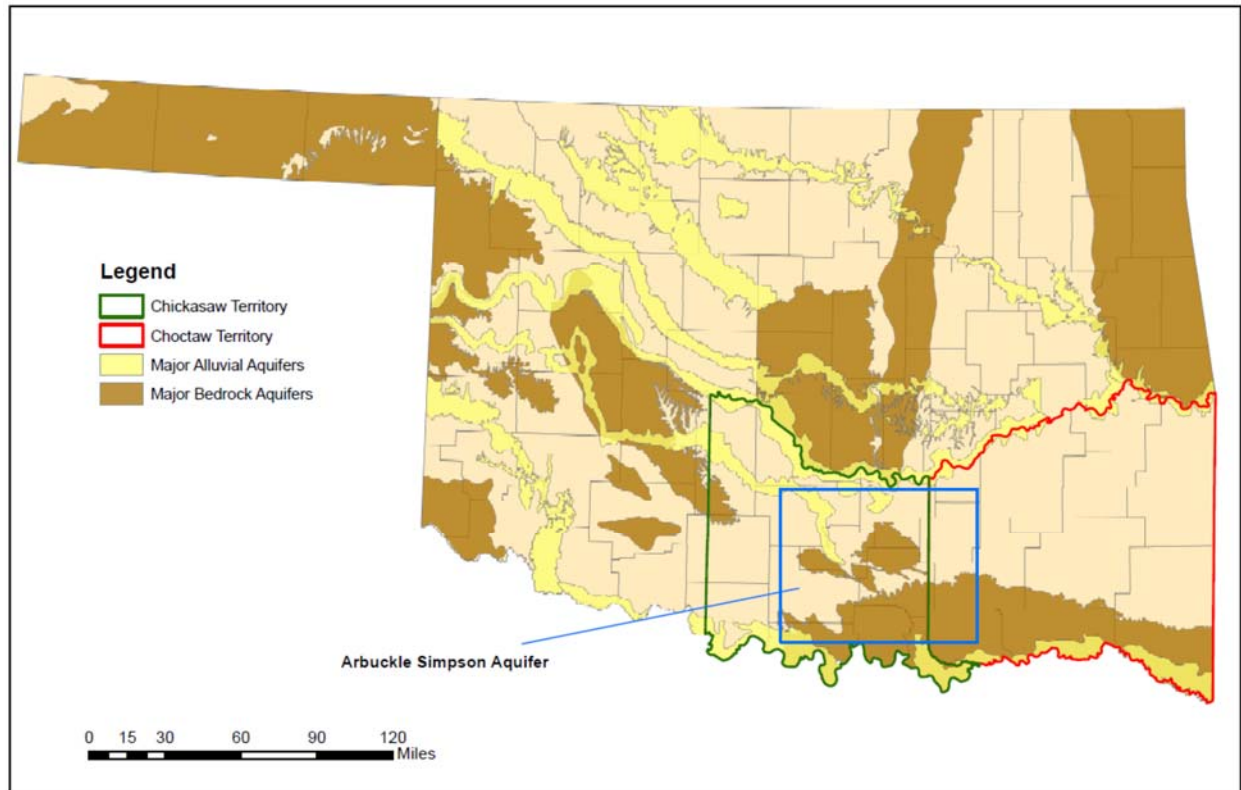 Legend
Chickasaw Territory
Choctaw Territory
Major Alluvial Aquifers
Major Bedrock Aquifers
Arbuckle Simpson Aquifer
0 15 30 60 90 120
Miles